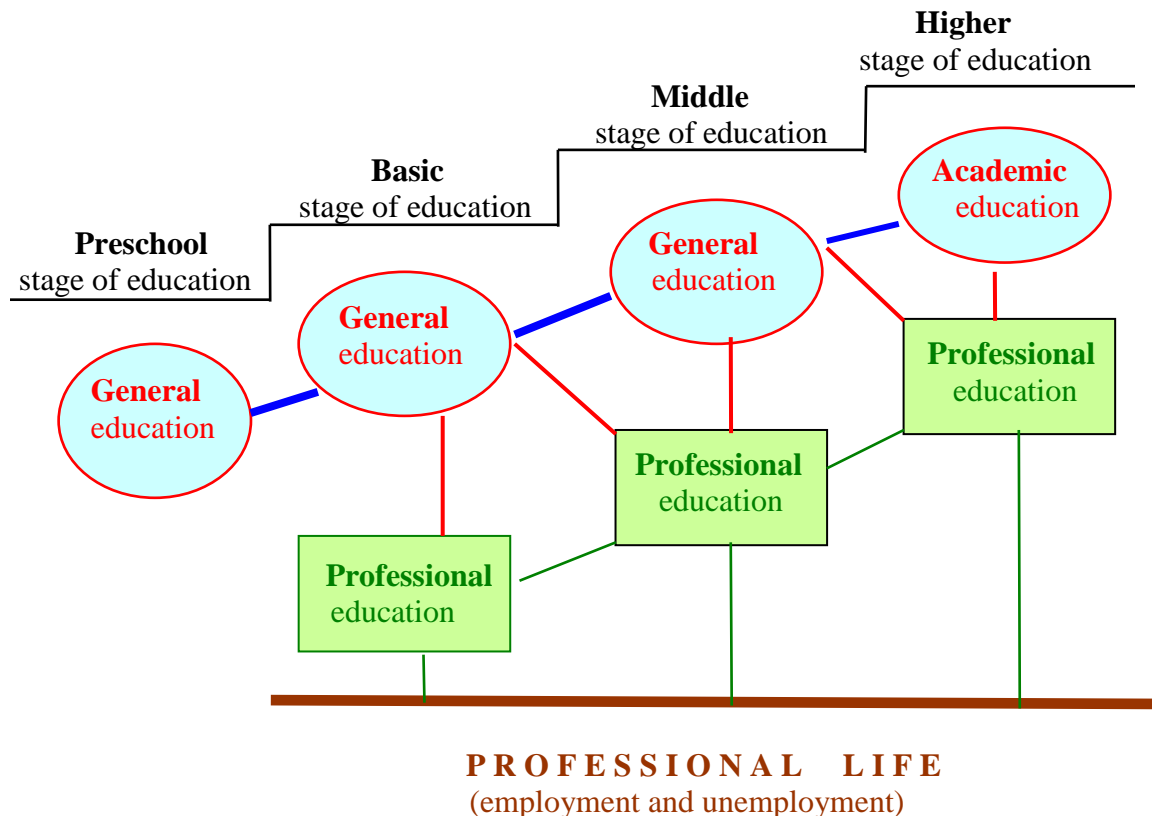 Higher
stage of education
Middle
stage of education
Basic
stage of education
Preschool
stage of education
Academic
education
General
education
General
education
General
education
Professional
education
Professional
education
Professional
education
PROFESSIONAL LIFE
(employment and unemployment)